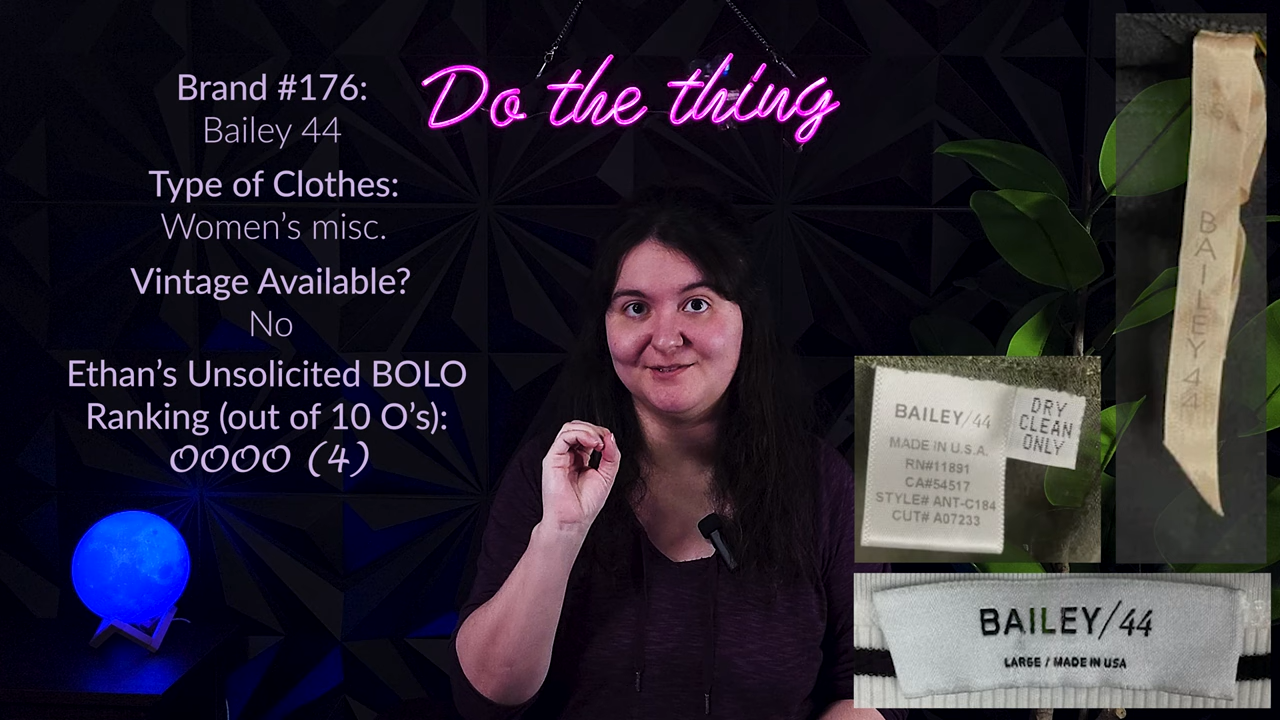 Do the thing
Brand #176:
Bailey 44
Type of Clothes:
Women's misc.
Vintage Available?
No
Ethan's Unsolicited BOLO
Ranking (out of 10 O's):
OOOO (4)
BAILEY 44
BAILEY/44
MADE IN U.S.A.
RN#11891
CA#54517
STYLE# ANT-C184
CUT# A07233
DRY
CLEAN
ONLY
BAILEY/44
LARGE / MADE IN USA